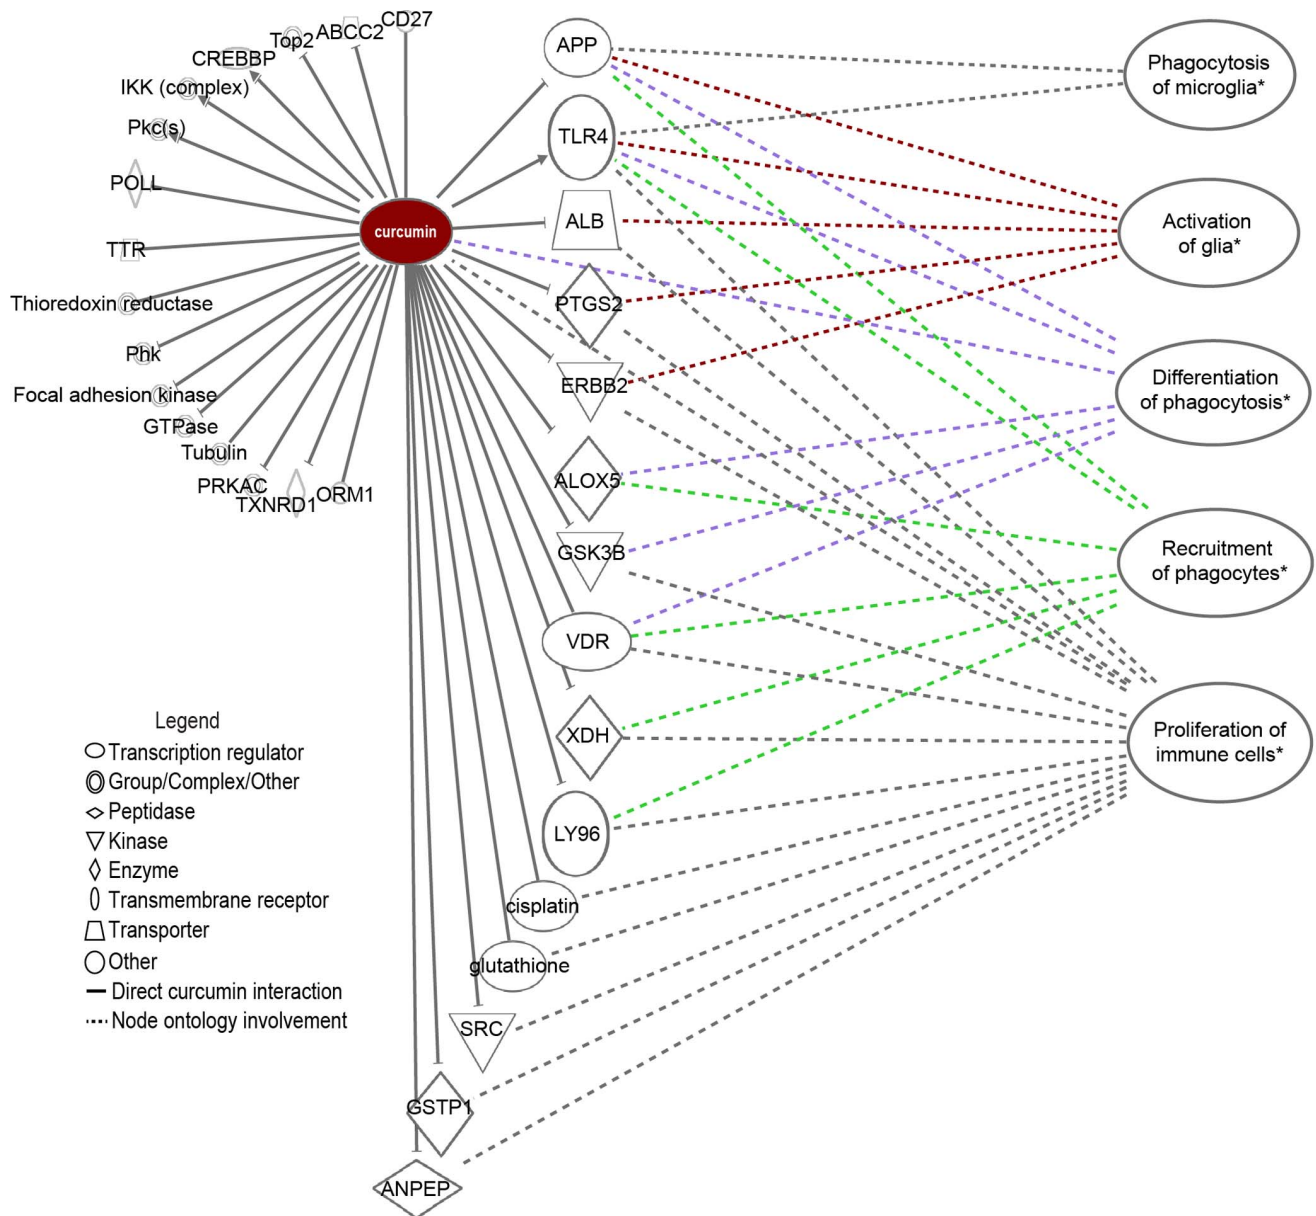 CD27
ABCC2
Top2
CREBBP
IKK (complex)
Pkc(s)
POLL
TTR
Thioredoxin reductase
Phk
Focal adhesion kinase
GTPase
Tubulin
PRKAC
TXNRD1
ORM1
curcumin
APP
TLR4
ALB
PTGS2
ERBB2
ALOX5
GSK3B
VDR
XDH
LY96
cisplatin
glutathione
SRC
GSTP1
ANPEP
Phagocytosis
of microglia*
Activation
of glia*
Differentiation
of phagocytosis*
Recruitment
of phagocytes*
Proliferation of
immune cells*
Legend
Transcription regulator
Group/Complex/Other
Peptidase
Kinase
Enzyme
Transmembrane receptor
Transporter
Other
Direct curcumin interaction
Node ontology involvement